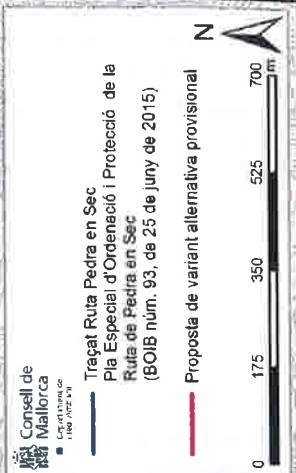 Consell de
Mallorca
Departament de
Traçat Ruta Pedra en Sec
Pla Especial d'Ordenació i Protecció de la
Ruta de Pedra en Sec
(BOIB núm. 93, de 25 de juny de 2015)
Proposta de variant alternativa provisional
N
0 175 350 525 700
m